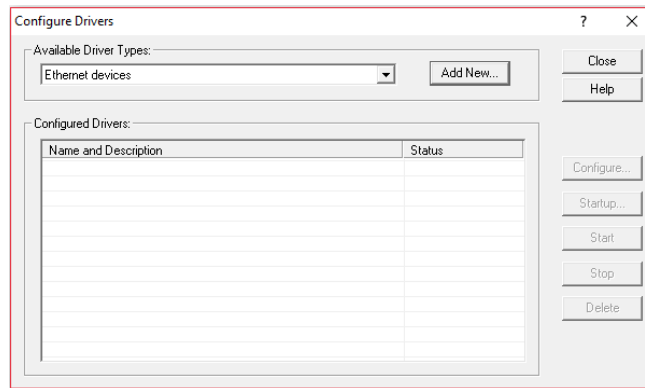 Configure Drivers
?
Available Driver Types:
Ethernet devices
Add New...
Close
Help
Configured Drivers:
Name and Description
Status
Configure...
Startup...
Start
Stop
Delete